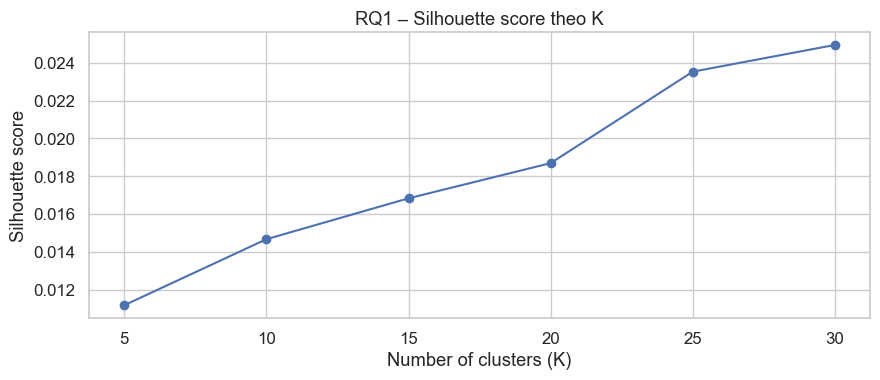 RQ1 – Silhouette score theo K
Silhouette score
0.024
0.022
0.020
0.018
0.016
0.014
0.012
5 10 15 20 25 30
Number of clusters (K)